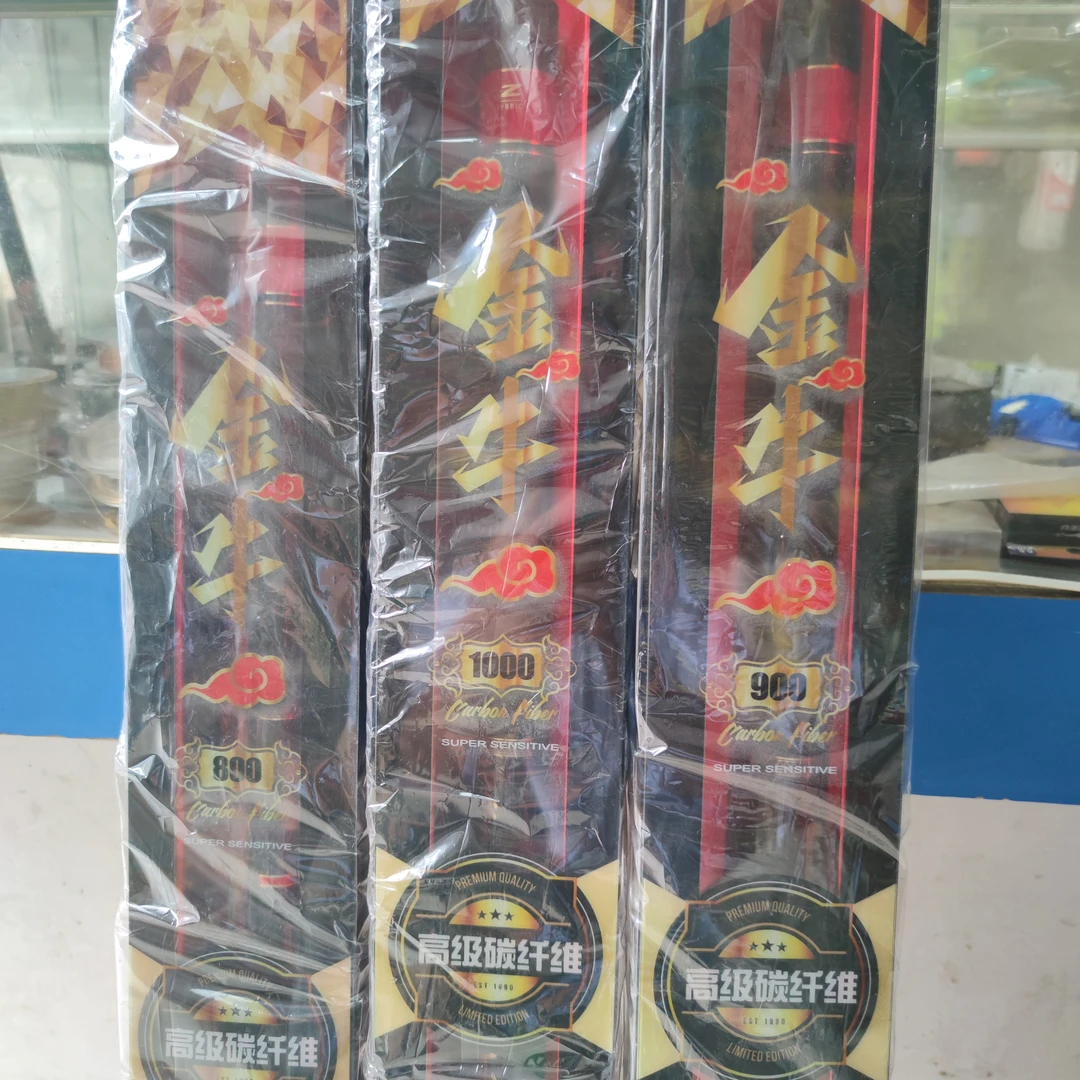 金牛
800
Carbon Fiber
SUPER SENSITIVE
PREMIUM QUALITY
高级碳纤维
金牛
1000
Carbon Fiber
SUPER SENSITIVE
PREMIUM QUALITY
高级碳纤维
LIMITED EDITION
金牛
900
Carbon Fiber
SUPER SENSITIVE
PREMIUM QUALITY
高级碳纤维
LIMITED EDITION